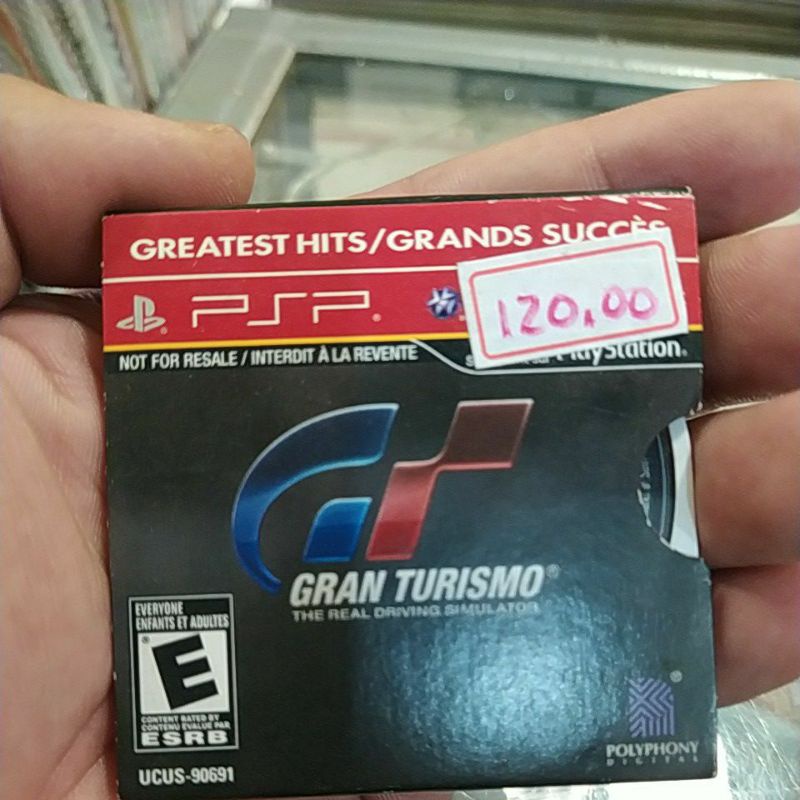 GREATEST HITS/GRANDS SUCCÈS
PSP®
120.00
NOT FOR RESALE / INTERDIT À LA REVENTE
PlayStation®
GRAN TURISMO®
THE REAL DRIVING SIMULATOR
EVERYONE
ENFANTS ET ADULTES
E
CONTENT RATED BY
CONTENU ÉVALUÉ PAR
ESRB
POLYPHONY
DIGITAL
UCUS-90691